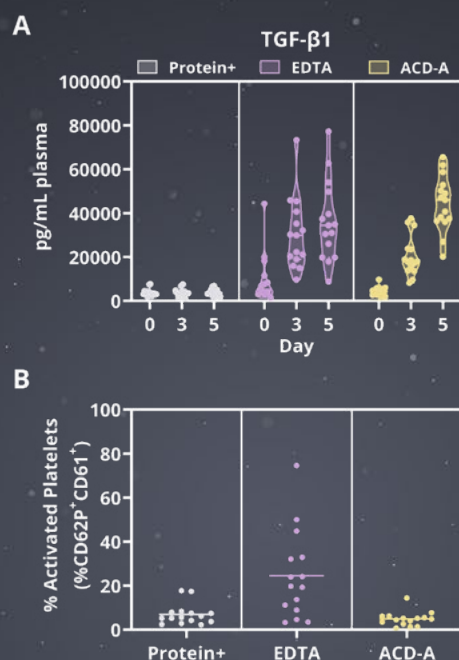 A
TGF-β1
Protein+ EDTA ACD-A
pg/mL plasma
100000
80000
60000
40000
20000
0
0 3 5 0 3 5 0 3 5
Day
B
% Activated Platelets
(%CD62P⁺CD61⁺)
100
80
60
40
20
0
Protein+ EDTA ACD-A